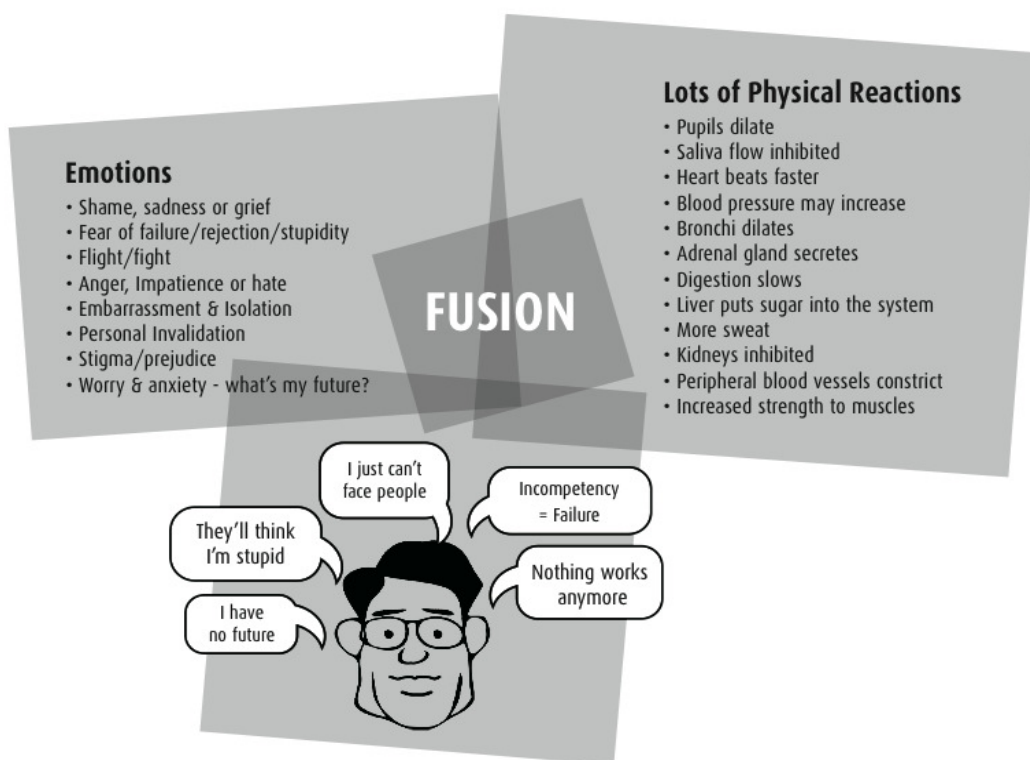 Emotions
• Shame, sadness or grief
• Fear of failure/rejection/stupidity
• Flight/fight
• Anger, Impatience or hate
• Embarrassment & Isolation
• Personal Invalidation
• Stigma/prejudice
• Worry & anxiety - what's my future?
FUSION
Lots of Physical Reactions
• Pupils dilate
• Saliva flow inhibited
• Heart beats faster
• Blood pressure may increase
• Bronchi dilates
• Adrenal gland secretes
• Digestion slows
• Liver puts sugar into the system
• More sweat
• Kidneys inhibited
• Peripheral blood vessels constrict
• Increased strength to muscles
I just can't
face people
Incompetency
= Failure
They'll think
I'm stupid
Nothing works
anymore
I have
no future